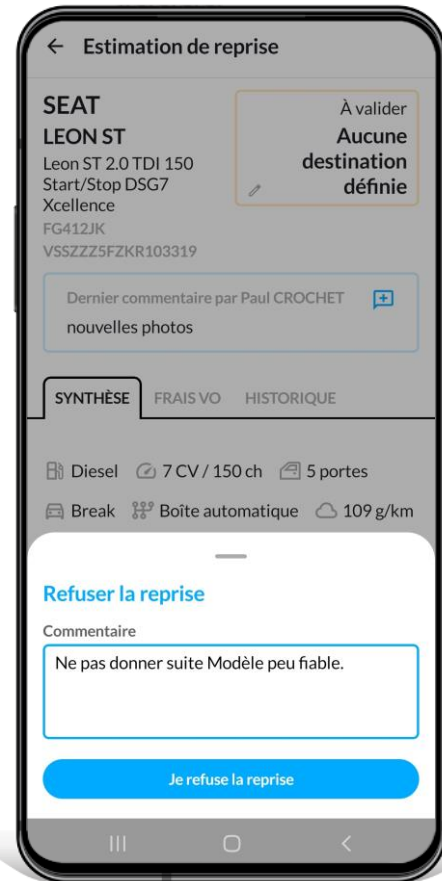 Estimation de reprise
SEAT
LEON ST
Leon ST 2.0 TDI 150
Start/Stop DSG7
Xcellence
FG412JK
VSSZZZ5FZKR103319
À valider
Aucune
destination
définie
Dernier commentaire par Paul CROCHET
nouvelles photos
SYNTHÈSE FRAIS VO HISTORIQUE
Diesel 7 CV / 150 ch 5 portes
Break Boîte automatique 109 g/km
Refuser la reprise
Commentaire
Ne pas donner suite Modèle peu fiable.
Je refuse la reprise